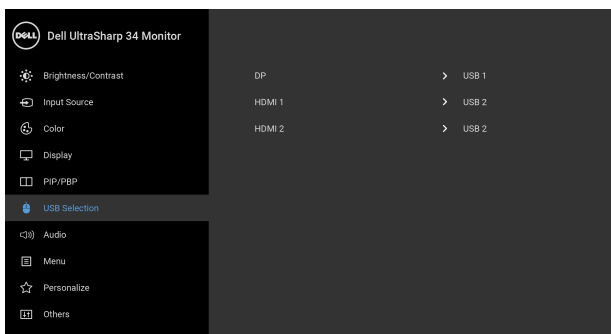 DELL Dell UltraSharp 34 Monitor
Brightness/Contrast
Input Source
Color
Display
PIP/PBP
USB Selection
Audio
Menu
Personalize
Others
DP > USB 1
HDMI 1 > USB 2
HDMI 2 > USB 2